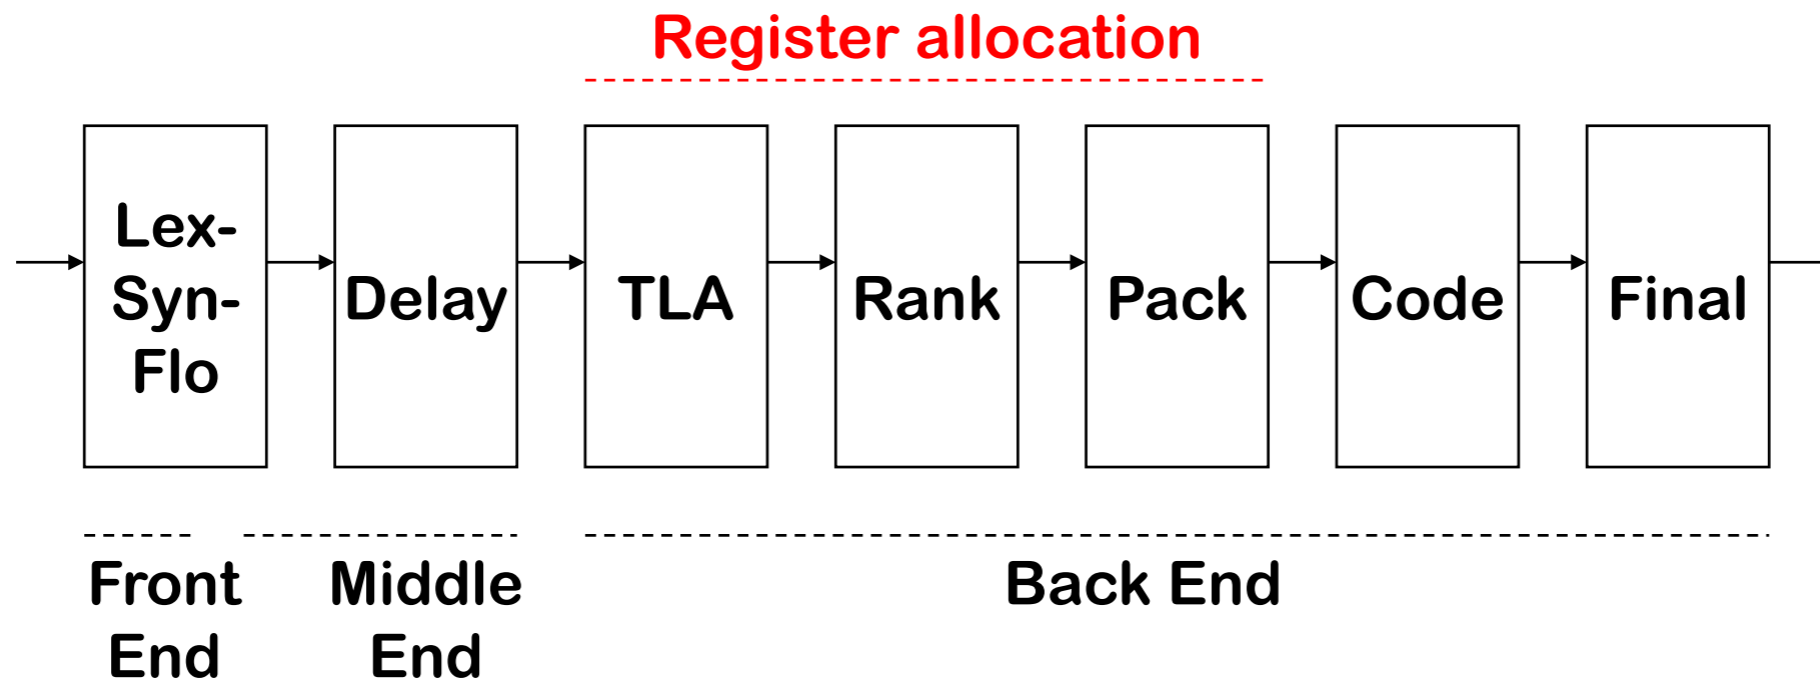 Register allocation
Lex-
Syn-
Flo
Delay
TLA
Rank
Pack
Code
Final
Front
End
Middle
End
Back End